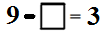 9 - □ = 3